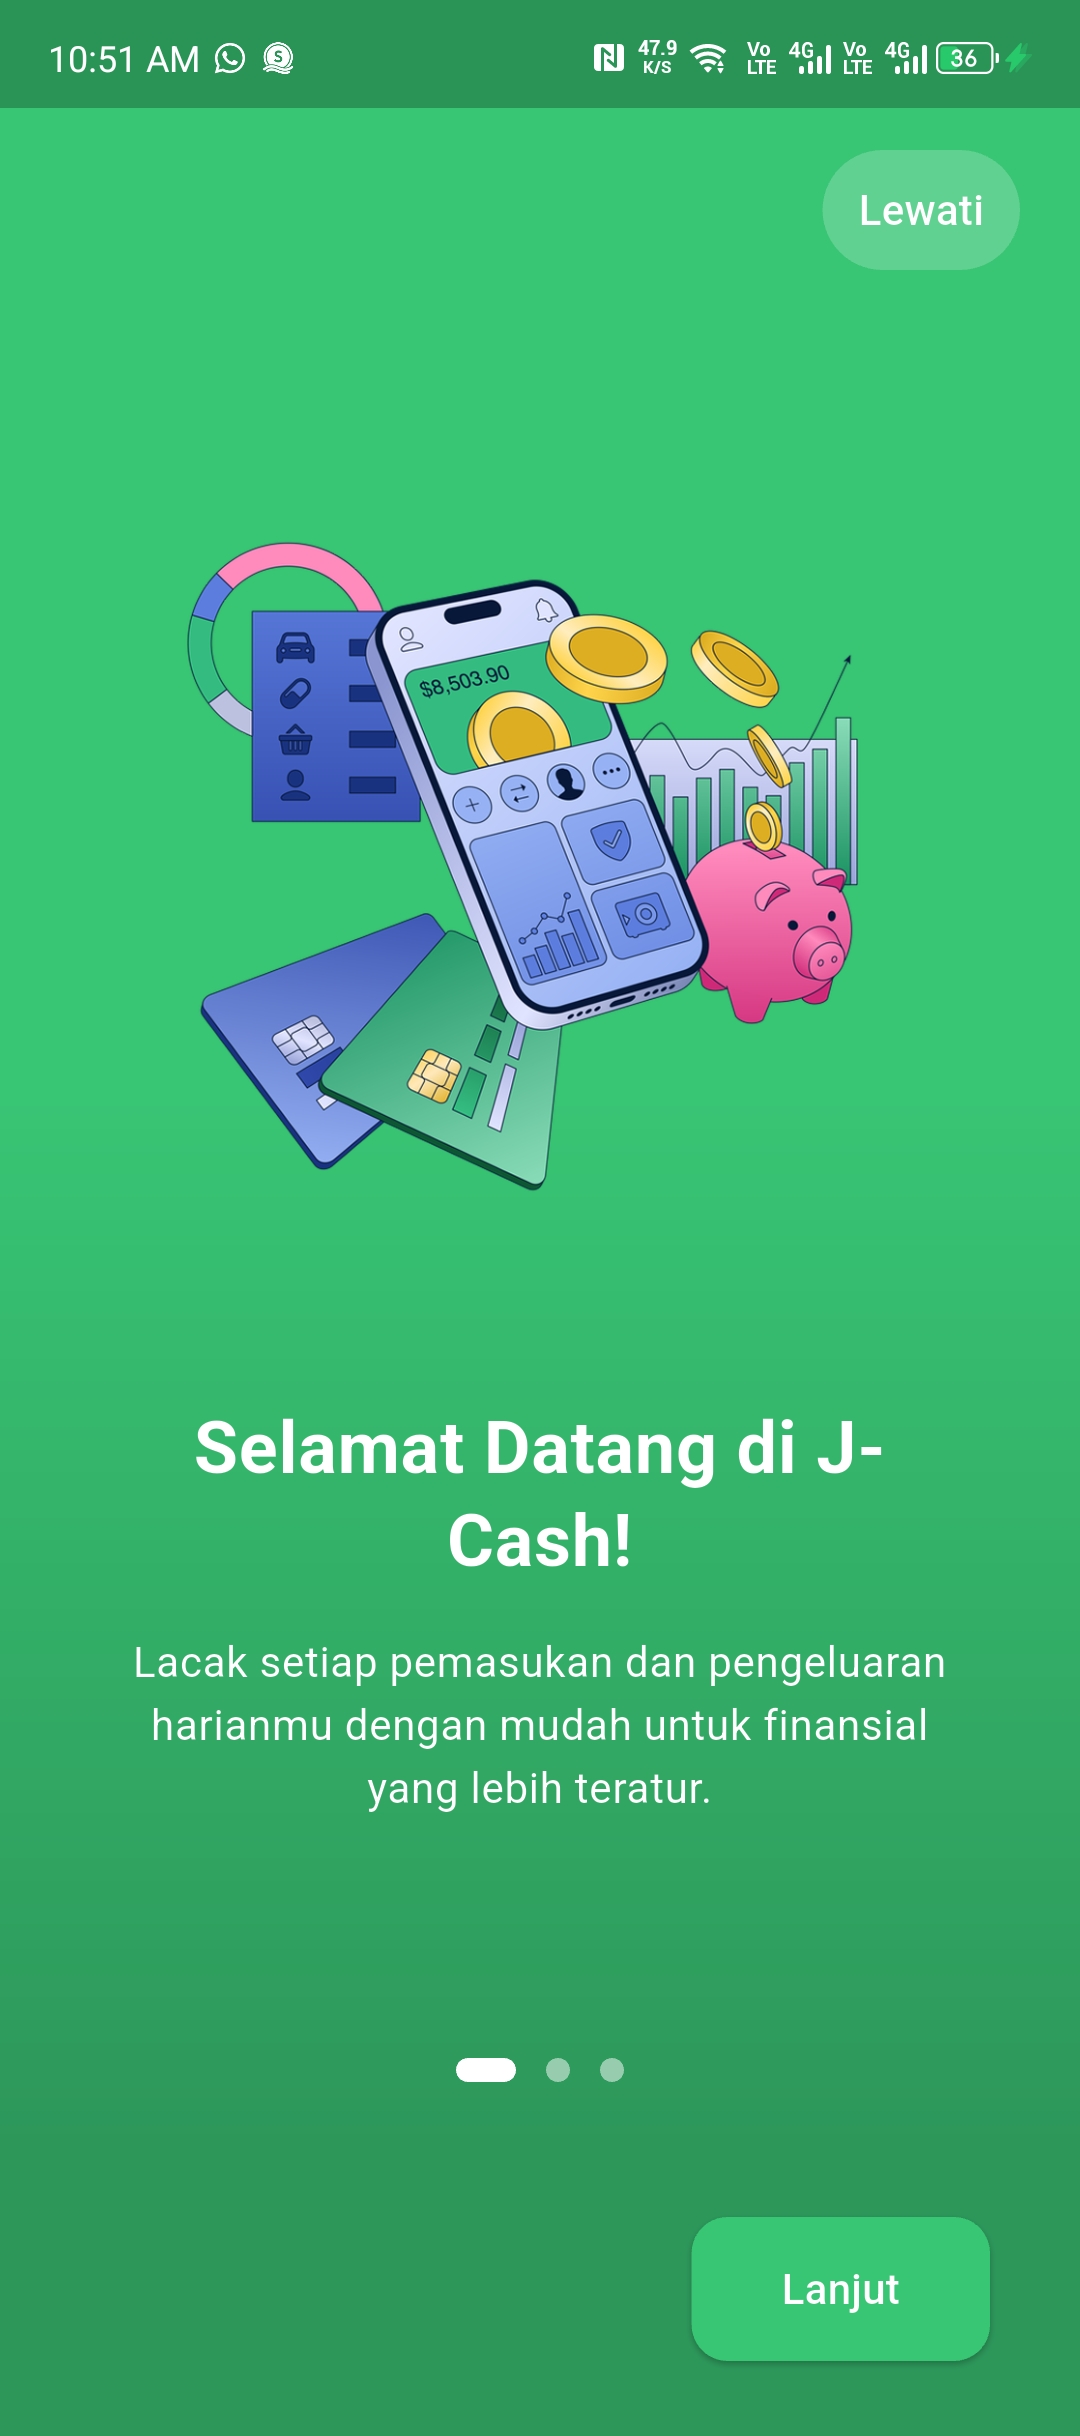 10:51 AM
47.9 K/S
Vo LTE 4G Vo LTE 4G 36
Lewati
$8,503.90
Selamat Datang di J-
Cash!
Lacak setiap pemasukan dan pengeluaran
harianmu dengan mudah untuk finansial
yang lebih teratur.
Lanjut